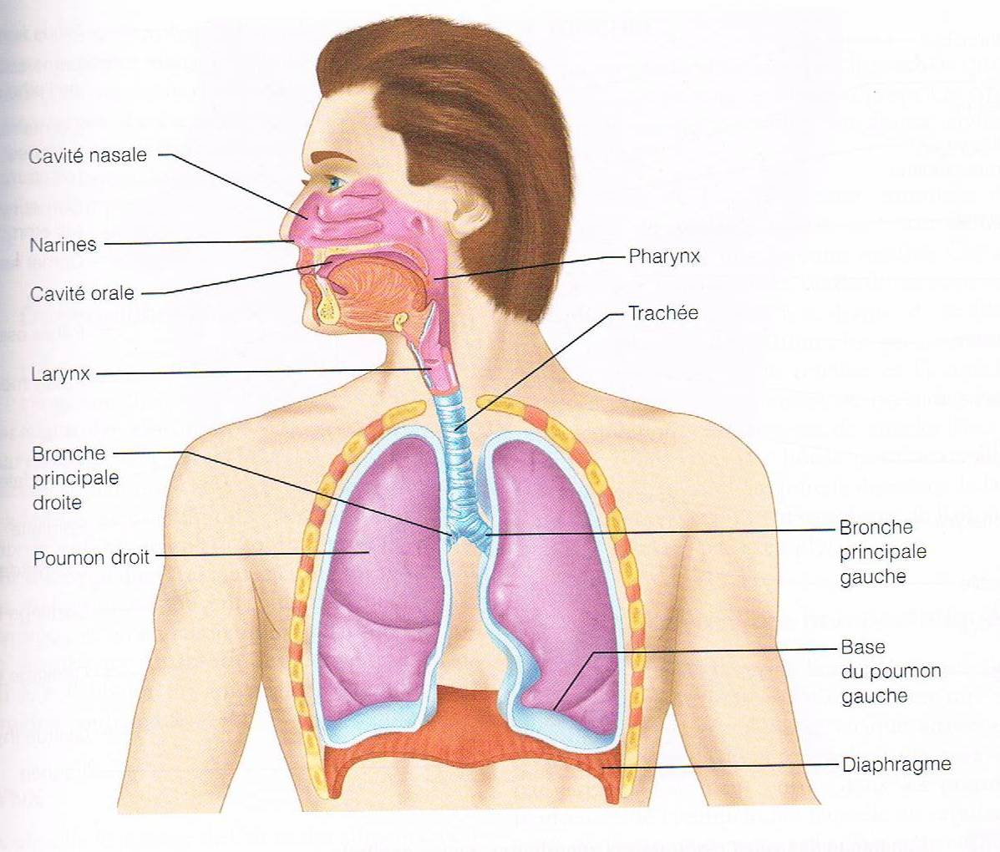 Cavité nasale
Narines
Cavité orale
Larynx
Bronche
principale
droite
Poumon droit
Pharynx
Trachée
Bronche
principale
gauche
Base
du poumon
gauche
Diaphragme